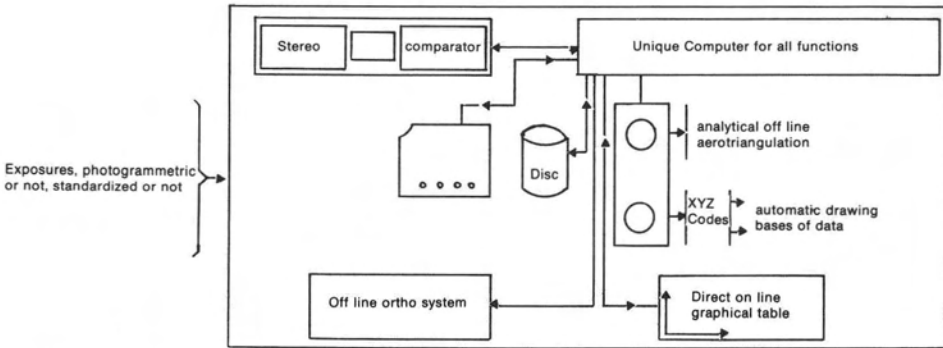 Stereo
comparator
Unique Computer for all functions
analytical off line
aerotriangulation
Exposures, photogrammetric
or not, standardized or not
Disc
XYZ
Codes
automatic drawing
bases of data
Off line ortho system
Direct on line
graphical table